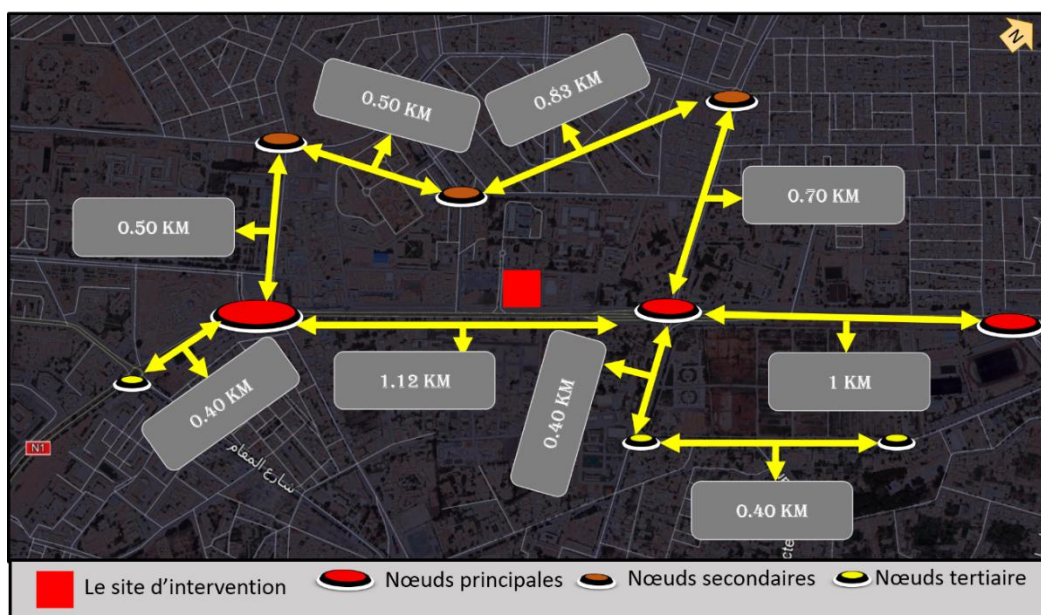 N
0.50 KM
0.83 KM
0.50 KM
0.70 KM
0.40 KM
1.12 KM
0.40 KM
1 KM
N1
شارع المقام
0.40 KM
Le site d’intervention
Nœuds principales
Nœuds secondaires
Nœuds tertiaire